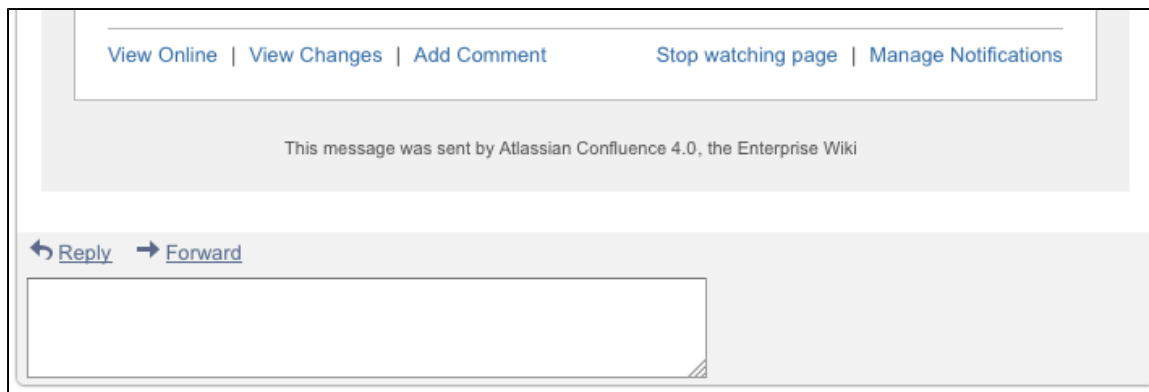 View Online | View Changes | Add Comment Stop watching page | Manage Notifications
This message was sent by Atlassian Confluence 4.0, the Enterprise Wiki
Reply Forward